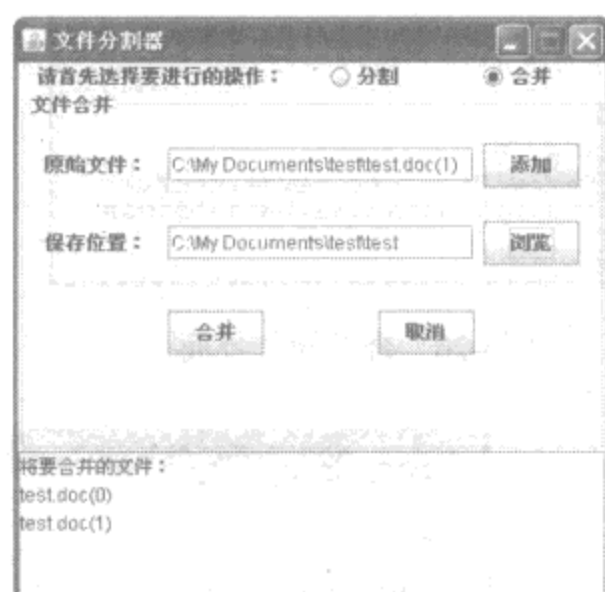 文件分割器
请首先选择要进行的操作： 分割 合并
文件合并
原始文件： C:\My Documents\test\test.doc(1) 添加
保存位置： C:\My Documents\test\test 浏览
合并 取消
将要合并的文件：
test.doc(0)
test.doc(1)